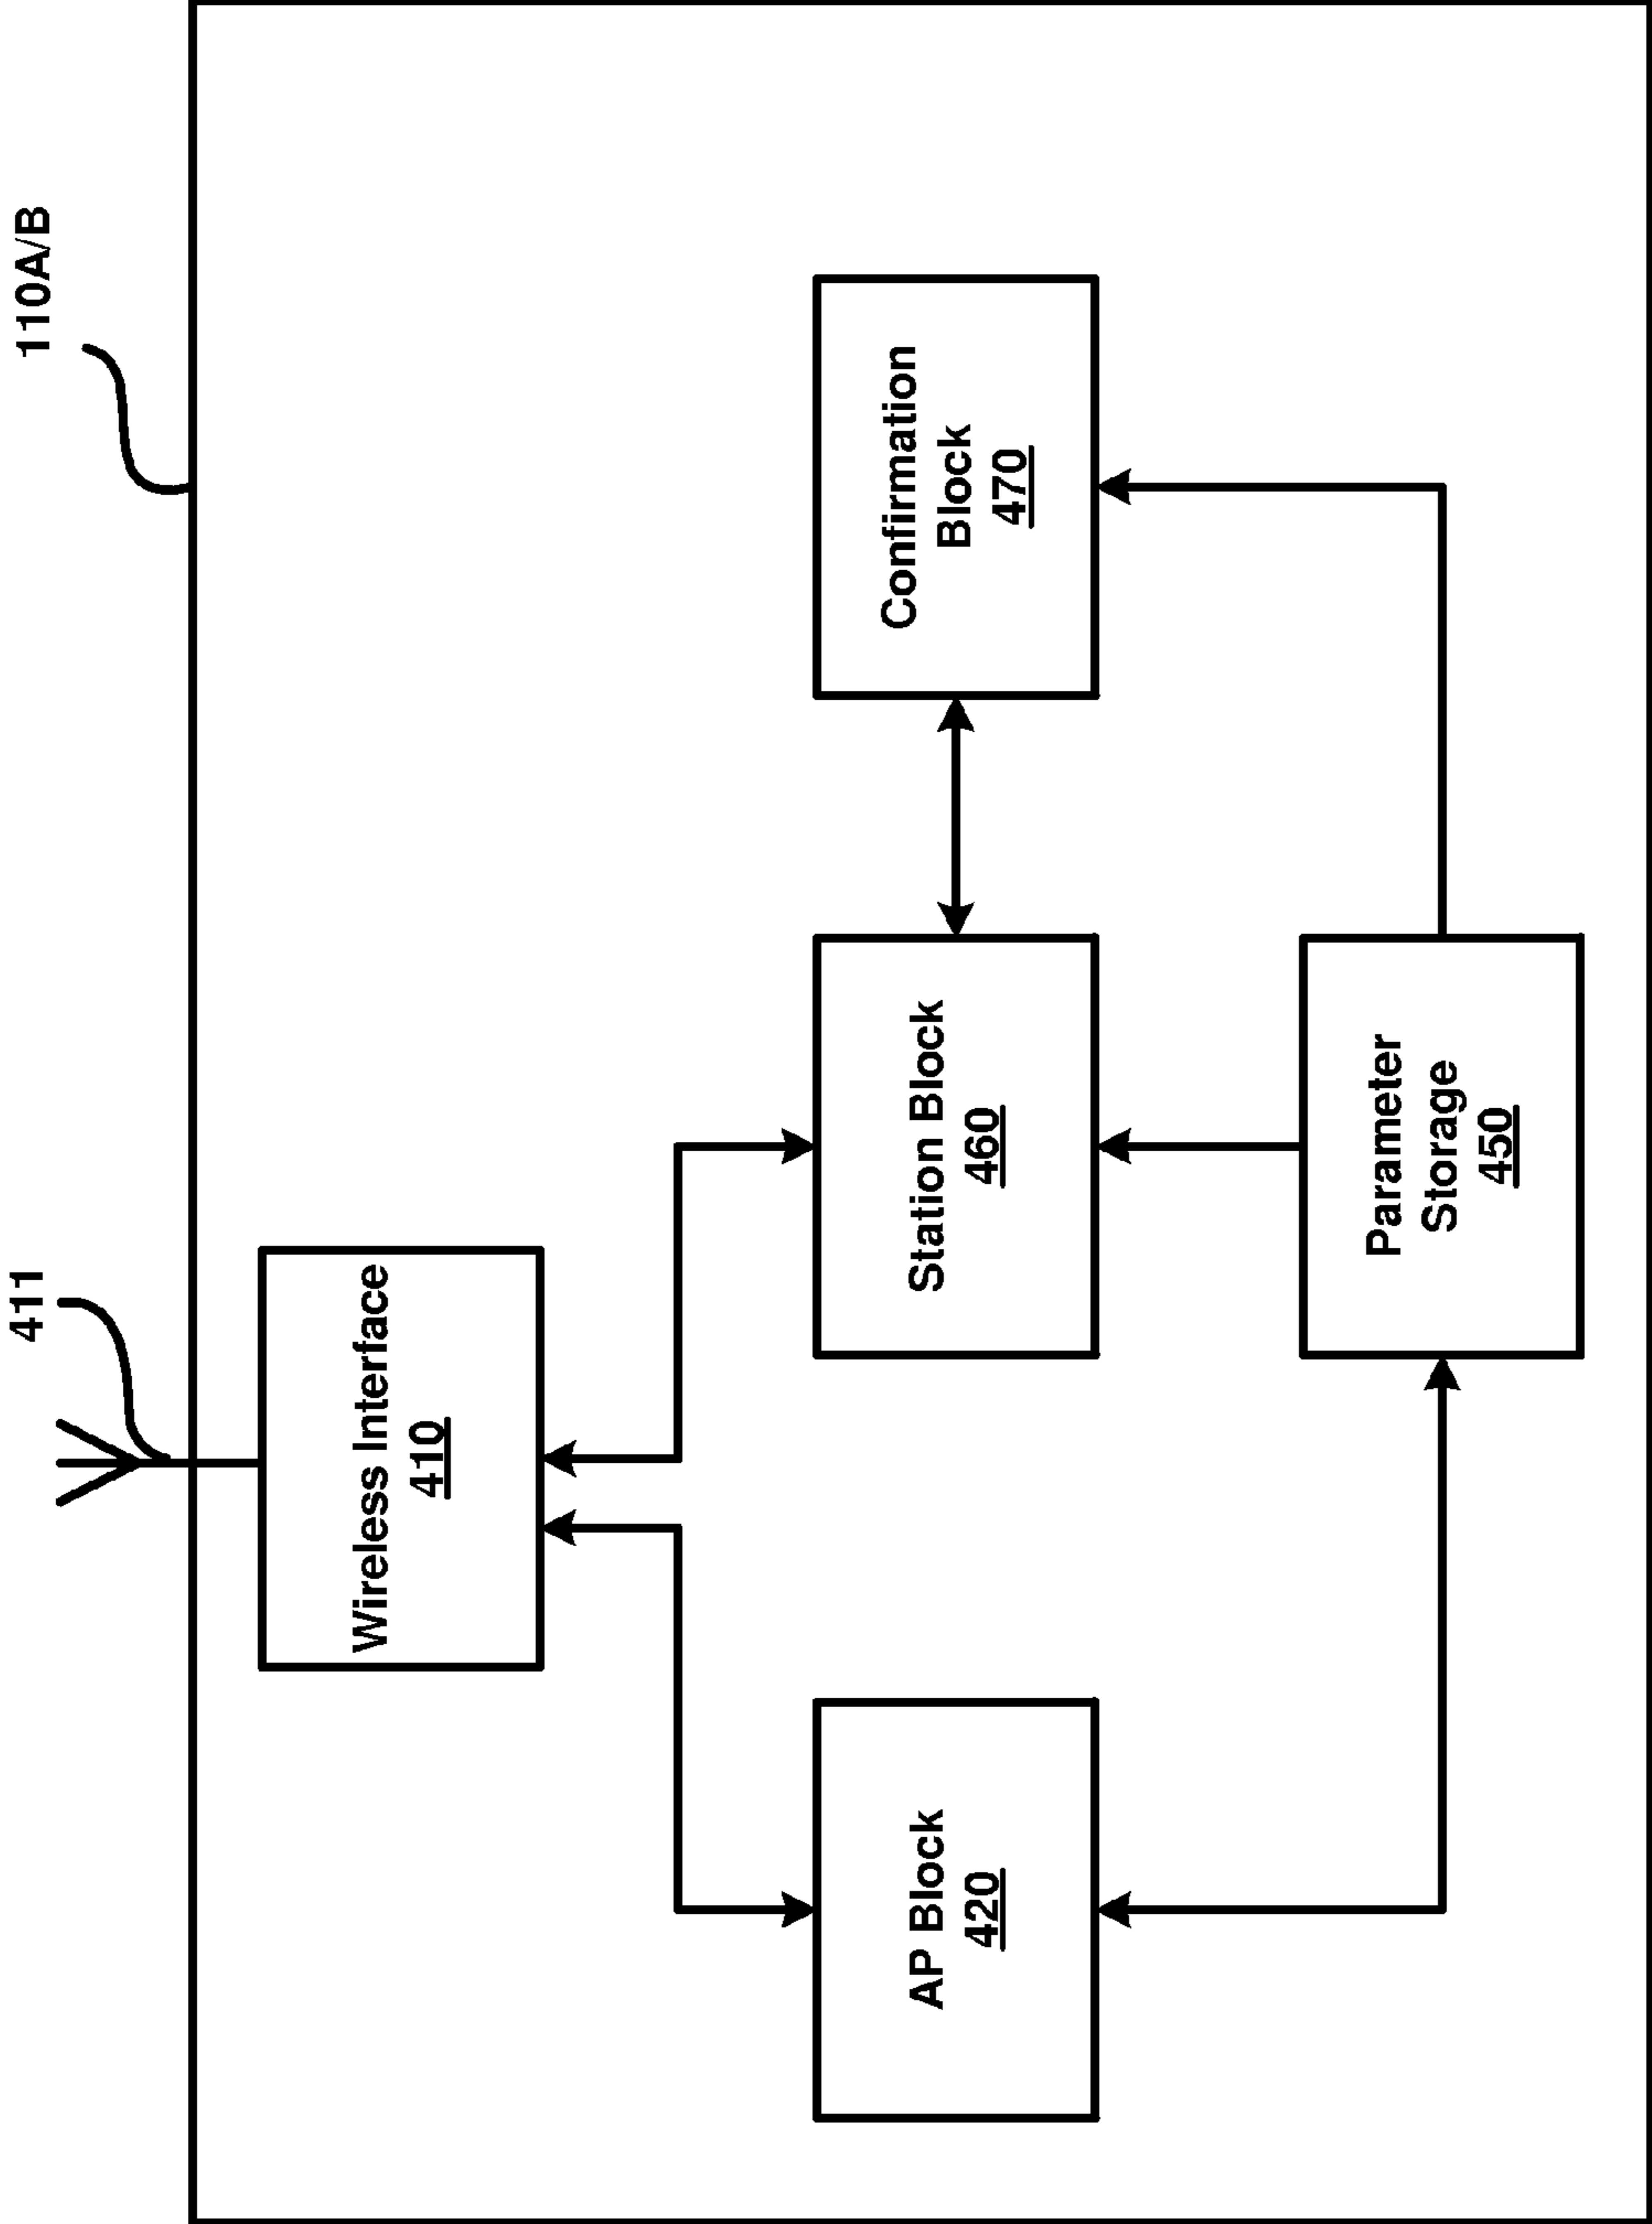 411
110A/B
Wireless Interface
410
AP Block
420
Station Block
460
Confirmation
Block
470
Parameter
Storage
450